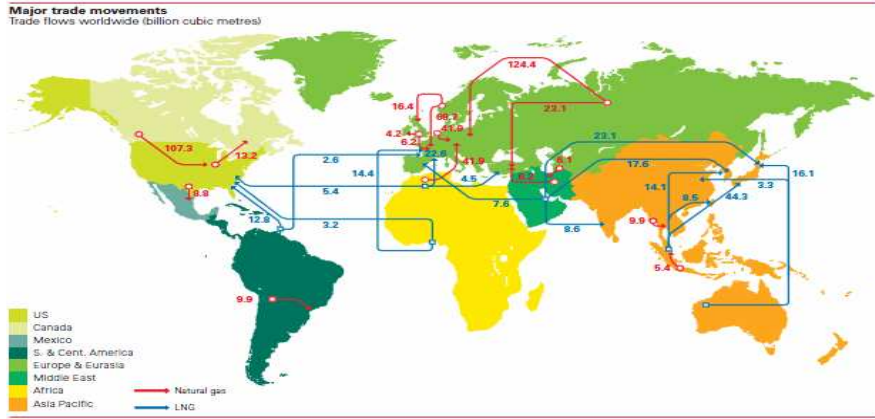 Major trade movements
Trade flows worldwide (billion cubic metres)
124.4
16.4
23.1
4.2
41.9
6.2
107.3
13.2
2.6
22.6
41.9
6.1
23.1
17.6
14.4
4.5
16.1
5.4
14.1
3.3
8.8
7.6
8.5
44.3
12.8
3.2
8.6
9.9
5.4
9.9
US
Canada
Mexico
S. & Cent. America
Europe & Eurasia
Middle East
Africa
Asia Pacific
Natural gas
LNG